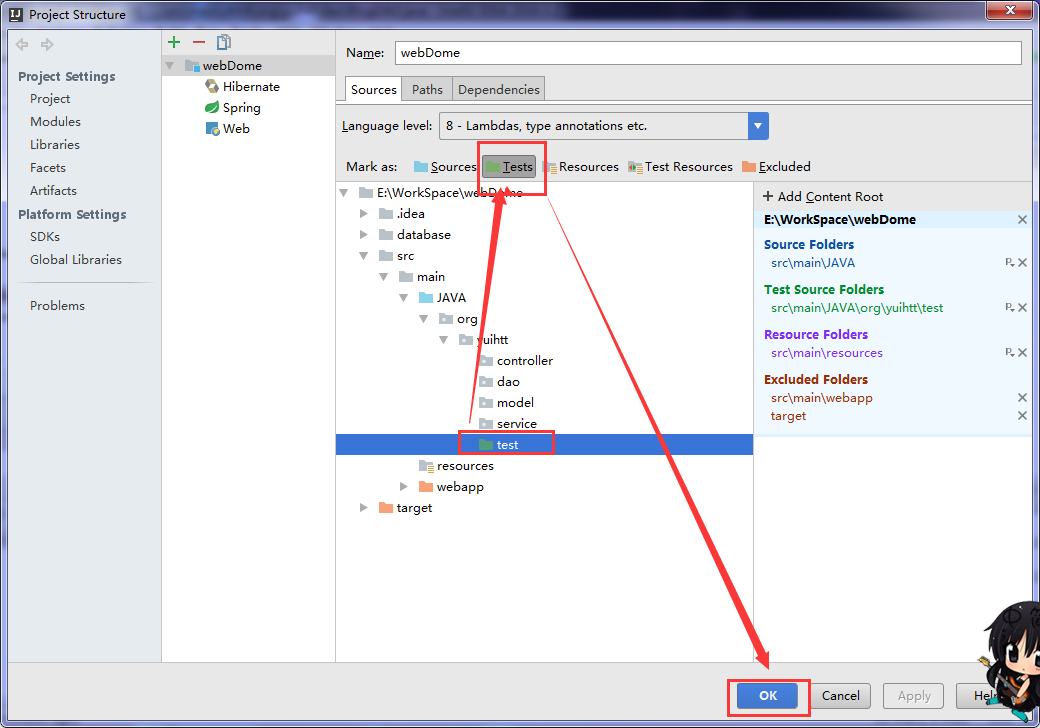 Project Structure
Project Settings
Project
Modules
Libraries
Facets
Artifacts
Platform Settings
SDKs
Global Libraries
Problems
webDome
Hibernate
Spring
Web
Name: webDome
Sources Paths Dependencies
Language level: 8 - Lambdas, type annotations etc.
Mark as: Sources Tests Resources Test Resources Excluded
E:\WorkSpace\webDome
.idea
database
src
main
JAVA
org
yuihtt
controller
dao
model
service
test
resources
webapp
target
+ Add Content Root
E:\WorkSpace\webDome
Source Folders
src\main\JAVA
Test Source Folders
src\main\JAVA\org\yuihtt\test
Resource Folders
src\main\resources
Excluded Folders
src\main\webapp
target
OK Cancel Apply Help